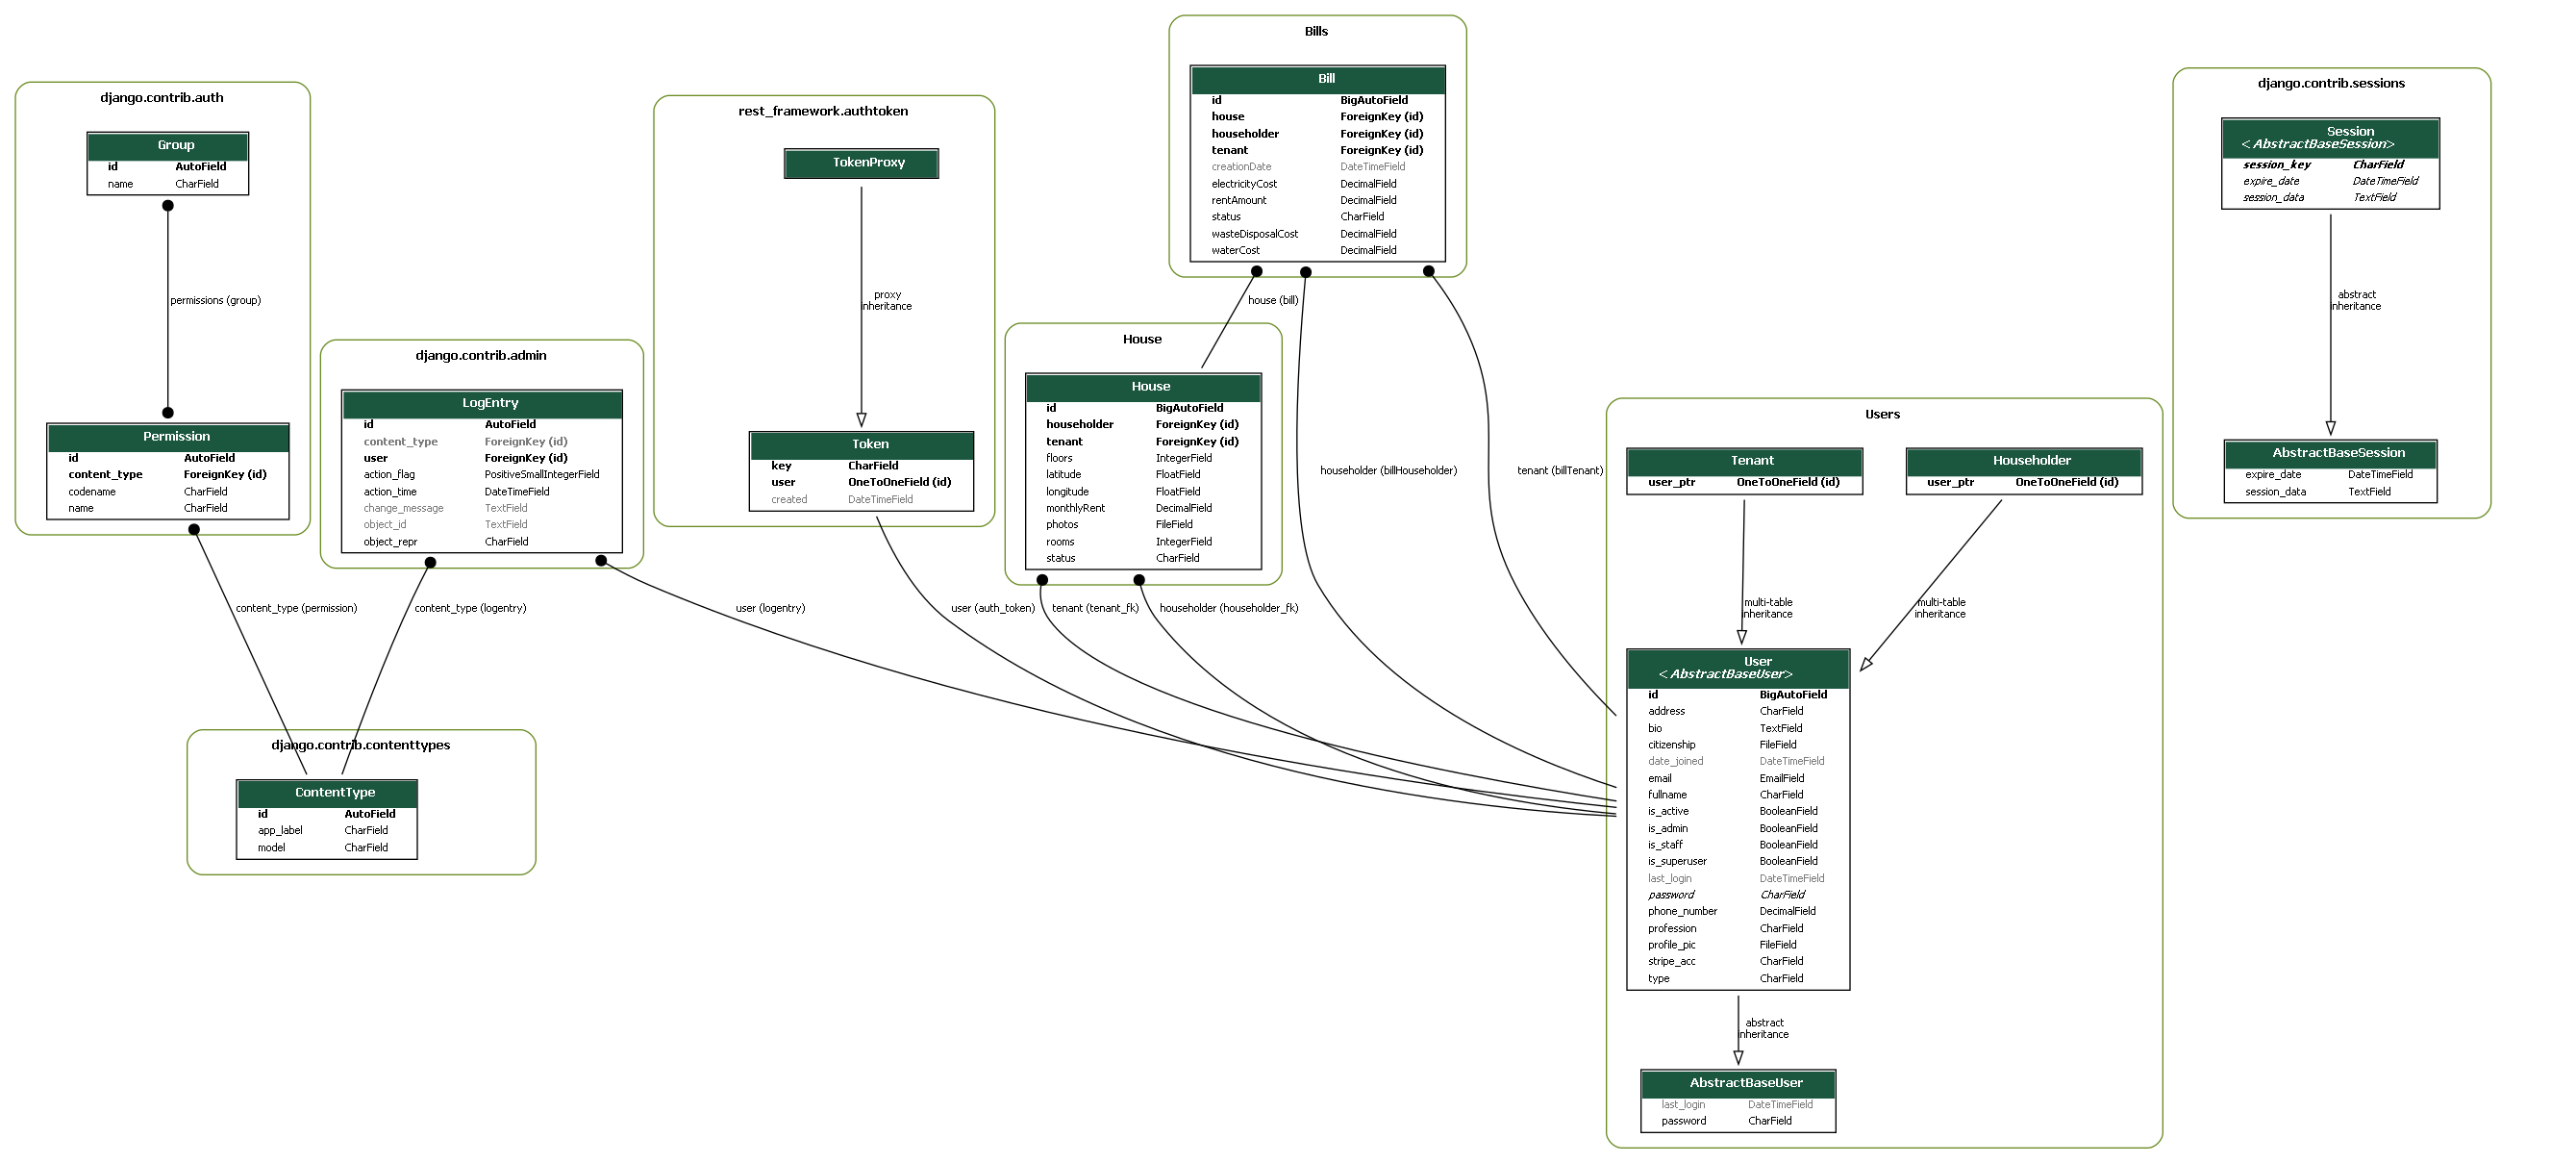 Bills
Bill
id BigAutoField
house ForeignKey (id)
householder ForeignKey (id)
tenant ForeignKey (id)
creationDate DateTimeField
electricityCost DecimalField
rentAmount DecimalField
status CharField
wasteDisposalCost DecimalField
waterCost DecimalField
django.contrib.auth
Group
id AutoField
name CharField
permissions (group)
Permission
id AutoField
content_type ForeignKey (id)
codename CharField
name CharField
django.contrib.admin
LogEntry
id AutoField
content_type ForeignKey (id)
user ForeignKey (id)
action_flag PositiveSmallIntegerField
action_time DateTimeField
change_message TextField
object_id TextField
object_repr CharField
rest_framework.authtoken
TokenProxy
proxy
inheritance
Token
key CharField
user OneToOneField (id)
created DateTimeField
house (bill)
House
House
id BigAutoField
householder ForeignKey (id)
tenant ForeignKey (id)
floors IntegerField
latitude FloatField
longitude FloatField
monthlyRent DecimalField
photos FileField
rooms IntegerField
status CharField
householder (billHouseholder)
tenant (billTenant)
django.contrib.sessions
Session
<AbstractBaseSession>
session_key CharField
expire_date DateTimeField
session_data TextField
abstract
inheritance
AbstractBaseSession
expire_date DateTimeField
session_data TextField
content_type (permission)
content_type (logentry)
user (logentry)
user (auth_token)
tenant (tenant_fk)
householder (householder_fk)
django.contrib.contenttypes
ContentType
id AutoField
app_label CharField
model CharField
Users
Tenant
user_ptr OneToOneField (id)
Householder
user_ptr OneToOneField (id)
multi-table
inheritance
multi-table
inheritance
User
<AbstractBaseUser>
id BigAutoField
address CharField
bio TextField
citizenship FileField
date_joined DateTimeField
email EmailField
fullname CharField
is_active BooleanField
is_admin BooleanField
is_staff BooleanField
is_superuser BooleanField
last_login DateTimeField
password CharField
phone_number DecimalField
profession CharField
profile_pic FileField
stripe_acc CharField
type CharField
abstract
inheritance
AbstractBaseUser
last_login DateTimeField
password CharField